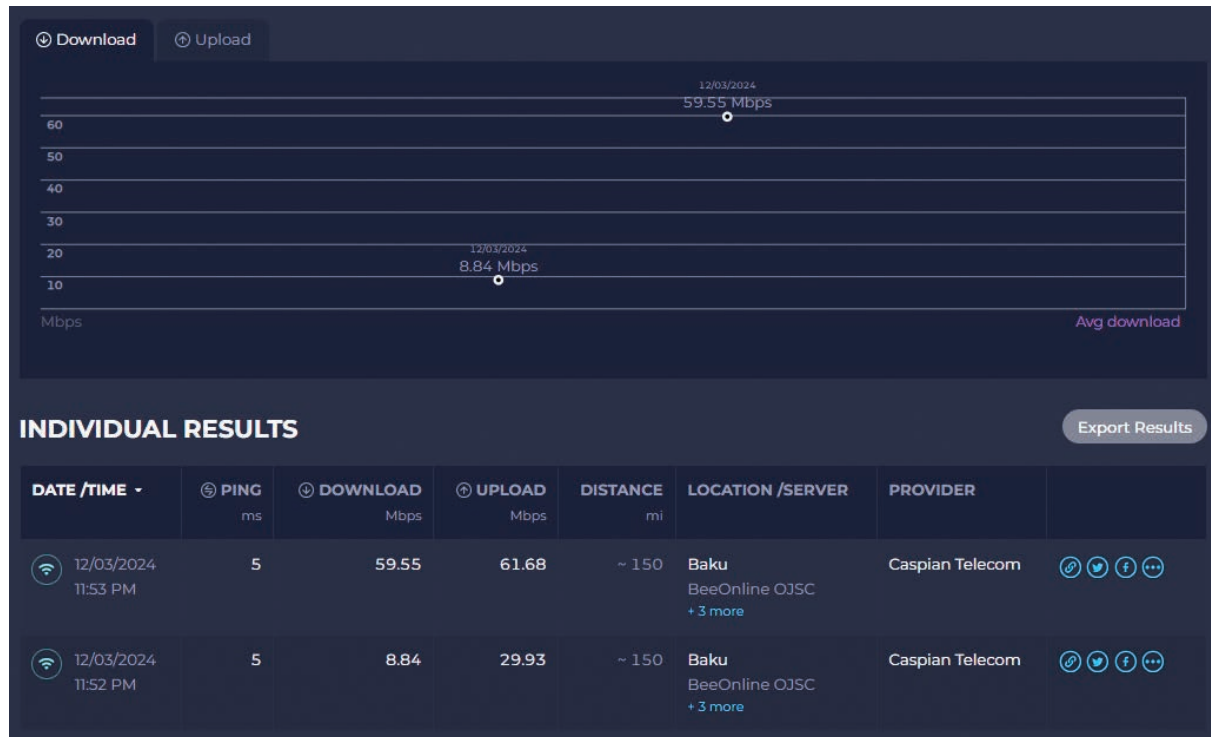 Download Upload
12/03/2024
59.55 Mbps
60
50
40
30
20
12/03/2024
8.84 Mbps
10
Mbps Avg download
INDIVIDUAL RESULTS Export Results
DATE /TIME PING DOWNLOAD UPLOAD DISTANCE LOCATION /SERVER PROVIDER
ms Mbps Mbps mi
12/03/2024 5 59.55 61.68 ~ 150 Baku Caspian Telecom
11:53 PM BeeOnline OJSC
+ 3 more
12/03/2024 5 8.84 29.93 ~ 150 Baku Caspian Telecom
11:52 PM BeeOnline OJSC
+ 3 more